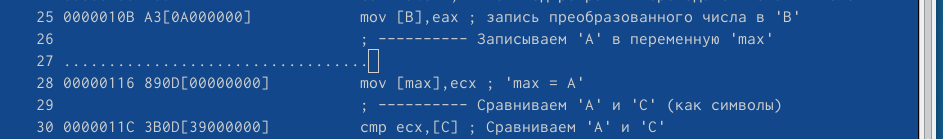 25 0000010B A3[0A000000] mov [B],eax ; запись преобразованного числа в 'B'
26 ; ---------- Записываем 'A' в переменную 'max'
27 ..................................
28 00000116 890D[00000000] mov [max],ecx ; 'max = A'
29 ; ---------- Сравниваем 'A' и 'C' (как символы)
30 0000011C 3B0D[39000000] cmp ecx,[C] ; Сравниваем 'A' и 'C'